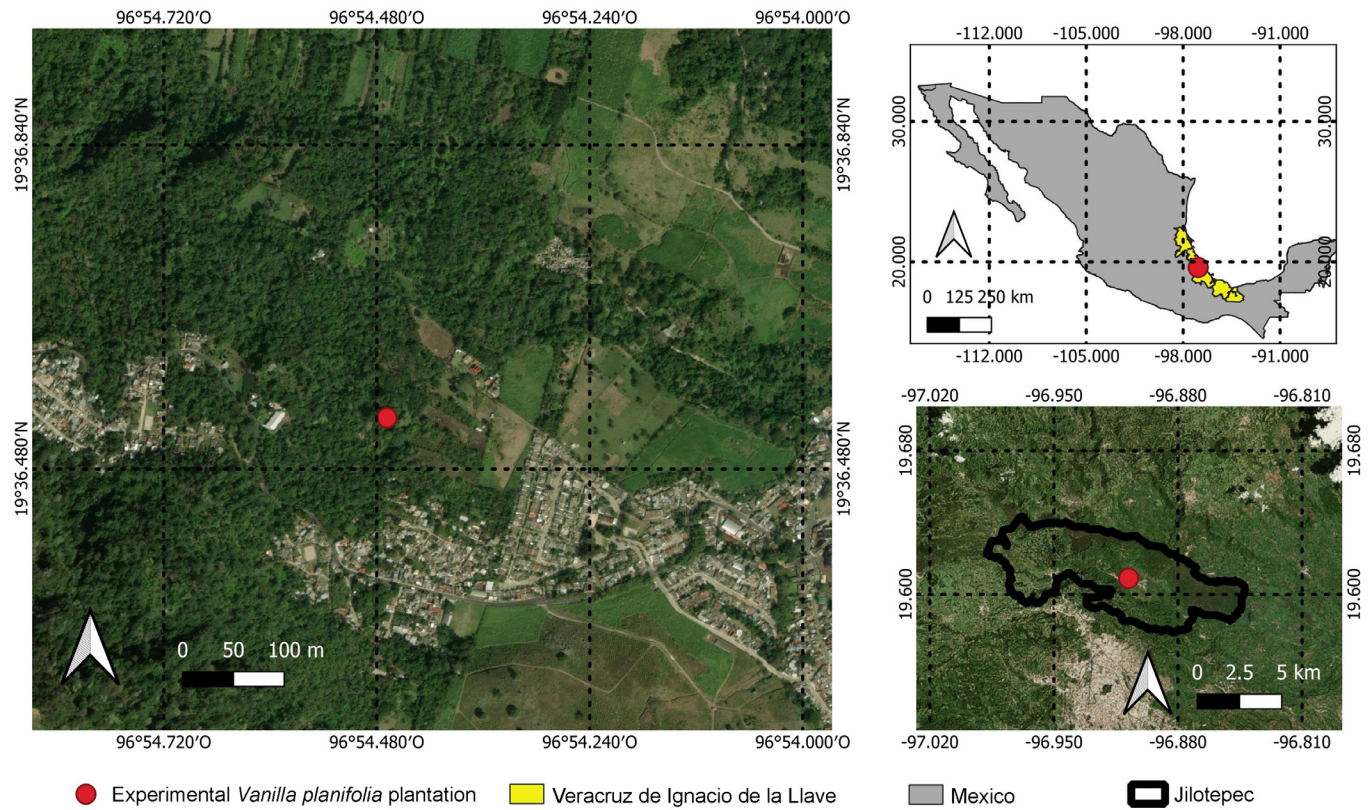 96°54.720′O 96°54.480′O 96°54.240′O 96°54.000′O
19°36.840′N 19°36.840′N
19°36.480′N 19°36.480′N
0 50 100 m
96°54.720′O 96°54.480′O 96°54.240′O 96°54.000′O
-112.000 -105.000 -98.000 -91.000
30.000 30.000
20.000 20.000
0 125 250 km
-112.000 -105.000 -98.000 -91.000
-97.020 -96.950 -96.880 -96.810
19.680 19.680
19.600 19.600
0 2.5 5 km
-97.020 -96.950 -96.880 -96.810
Experimental Vanilla planifolia plantation Veracruz de Ignacio de la Llave Mexico Jilotepec